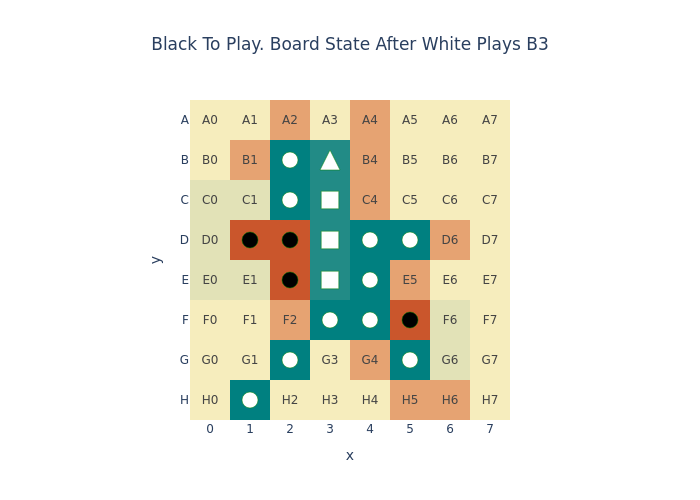 Black To Play. Board State After White Plays B3
A A0 A1 A2 A3 A4 A5 A6 A7
B B0 B1 B4 B5 B6 B7
C C0 C1 C4 C5 C6 C7
D D0 D6 D7
y
E E0 E1 E5 E6 E7
F F0 F1 F2 F6 F7
G G0 G1 G3 G4 G6 G7
H H0 H2 H3 H4 H5 H6 H7
0 1 2 3 4 5 6 7
x